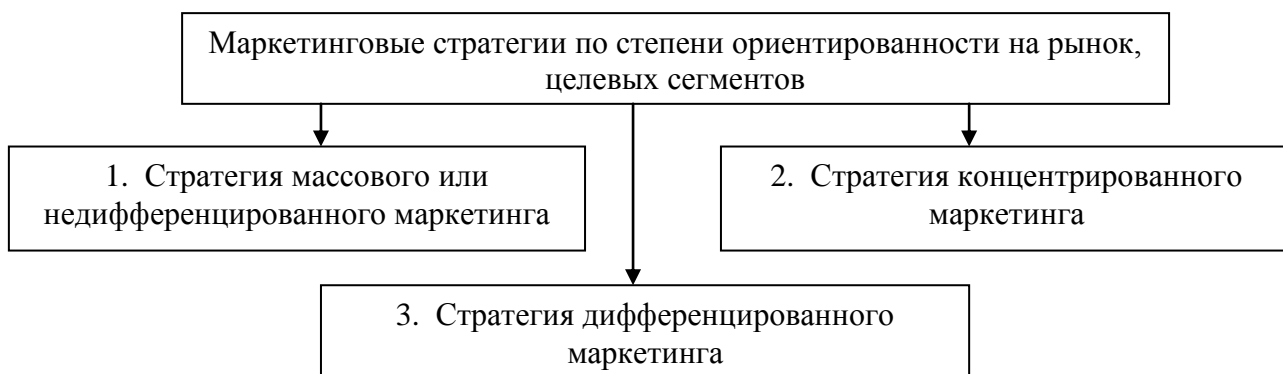 Маркетинговые стратегии по степени ориентированности на рынок,
целевых сегментов
1. Стратегия массового или
недифференцированного маркетинга
2. Стратегия концентрированного
маркетинга
3. Стратегия дифференцированного
маркетинга